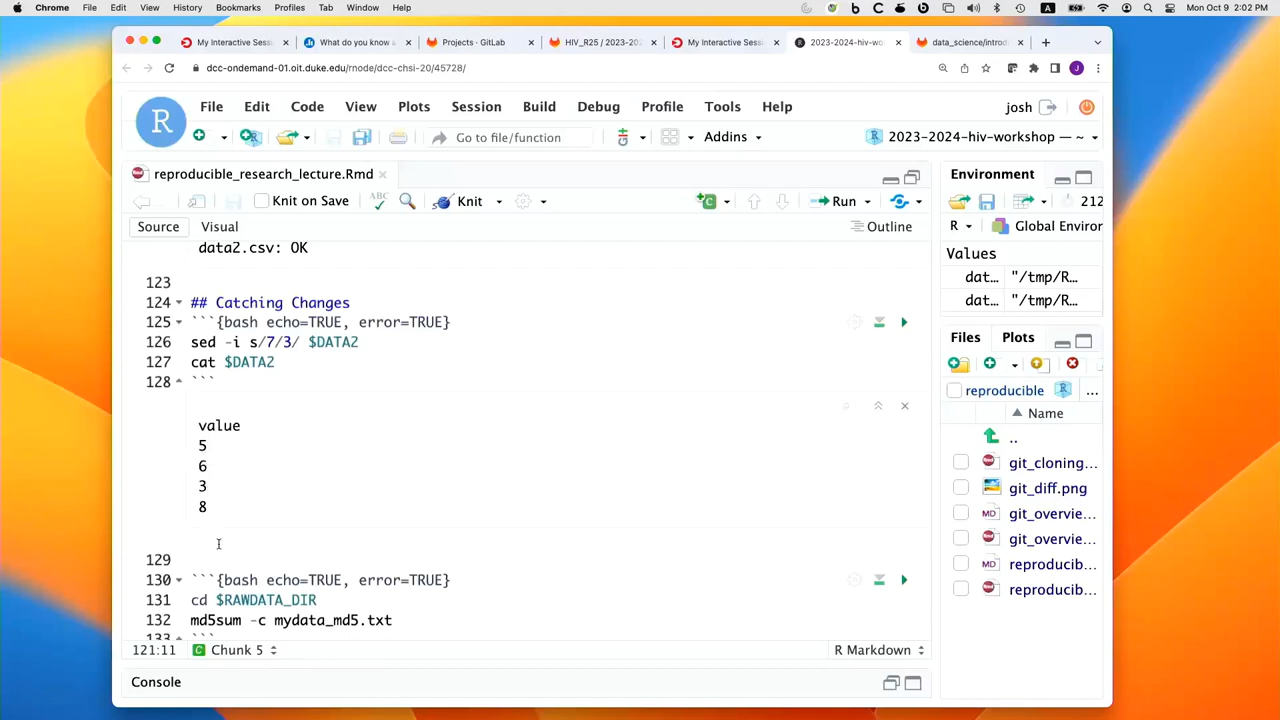 Chrome File Edit View History Bookmarks Profiles Tab Window Help Mon Oct 9 2:02 PM
My Interactive Sess What do you know a Projects · GitLab HIV_R25 / 2023-202 My Interactive Sess 2023-2024-hiv-wo data_science/introd
dcc-ondemand-01.oit.duke.edu/rnode/dcc-chsi-20/45728/ J
R File Edit Code View Plots Session Build Debug Profile Tools Help josh
Go to file/function Addins 2023-2024-hiv-workshop — ~
reproducible_research_lecture.Rmd
Knit on Save ABC Knit Run
Source Visual Outline
data2.csv: OK
123
124 ## Catching Changes
125 ```{bash echo=TRUE, error=TRUE}
126 sed -i s/7/3/ $DATA2
127 cat $DATA2
128 ```
value
5
6
3
8
129
130 ```{bash echo=TRUE, error=TRUE}
131 cd $RAWDATA_DIR
132 md5sum -c mydata_md5.txt
133 ```
121:11 Chunk 5 R Markdown
Console
Environment
212
R Global Enviror
Values
dat… "/tmp/R…
dat… "/tmp/R…
Files Plots
reproducible ...
Name
..
git_cloning…
git_diff.png
git_overvie…
git_overvie…
reproducib…
reproducib…